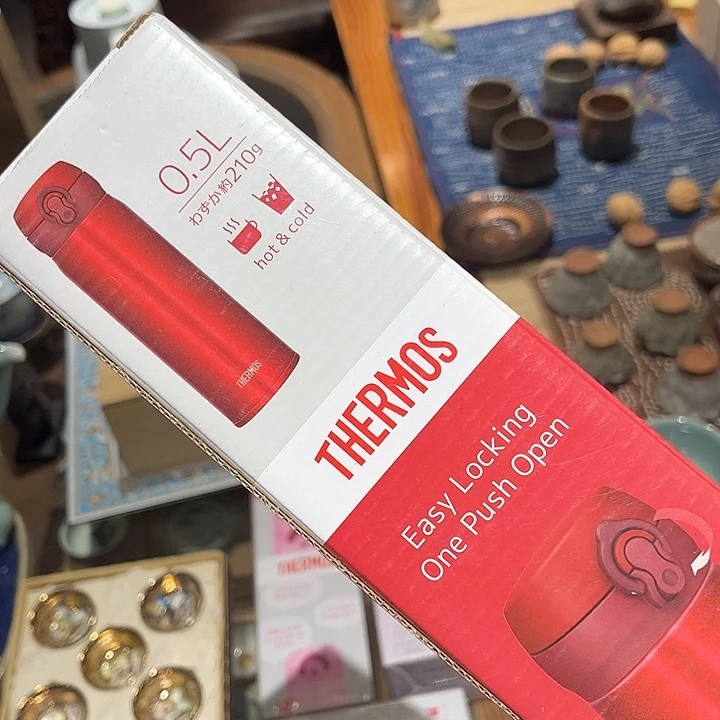 0.5L
わずか約210g
hot & cold
THERMOS
THERMOS
Easy Locking
One Push Open
THERMOS